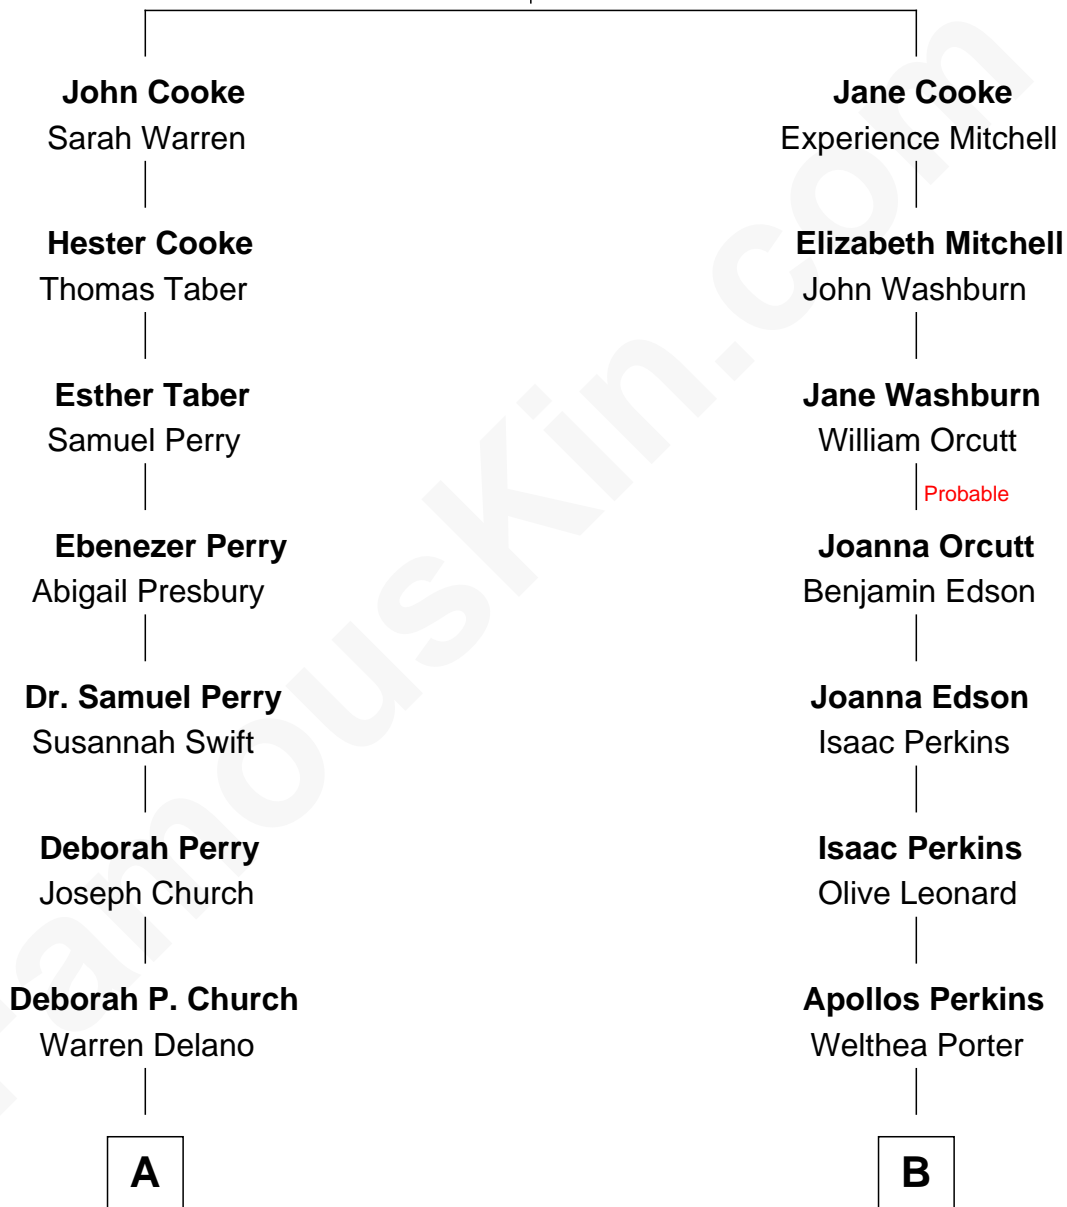 John Cooke
Sarah Warren
Hester Cooke
Thomas Taber
Esther Taber
Samuel Perry
Ebenezer Perry
Abigail Presbury
Dr. Samuel Perry
Susannah Swift
Deborah Perry
Joseph Church
Deborah P. Church
Warren Delano
A
Jane Cooke
Experience Mitchell
Elizabeth Mitchell
John Washburn
Jane Washburn
William Orcutt
Probable
Joanna Orcutt
Benjamin Edson
Joanna Edson
Isaac Perkins
Isaac Perkins
Olive Leonard
Apollos Perkins
Welthea Porter
B
FamousKin.com